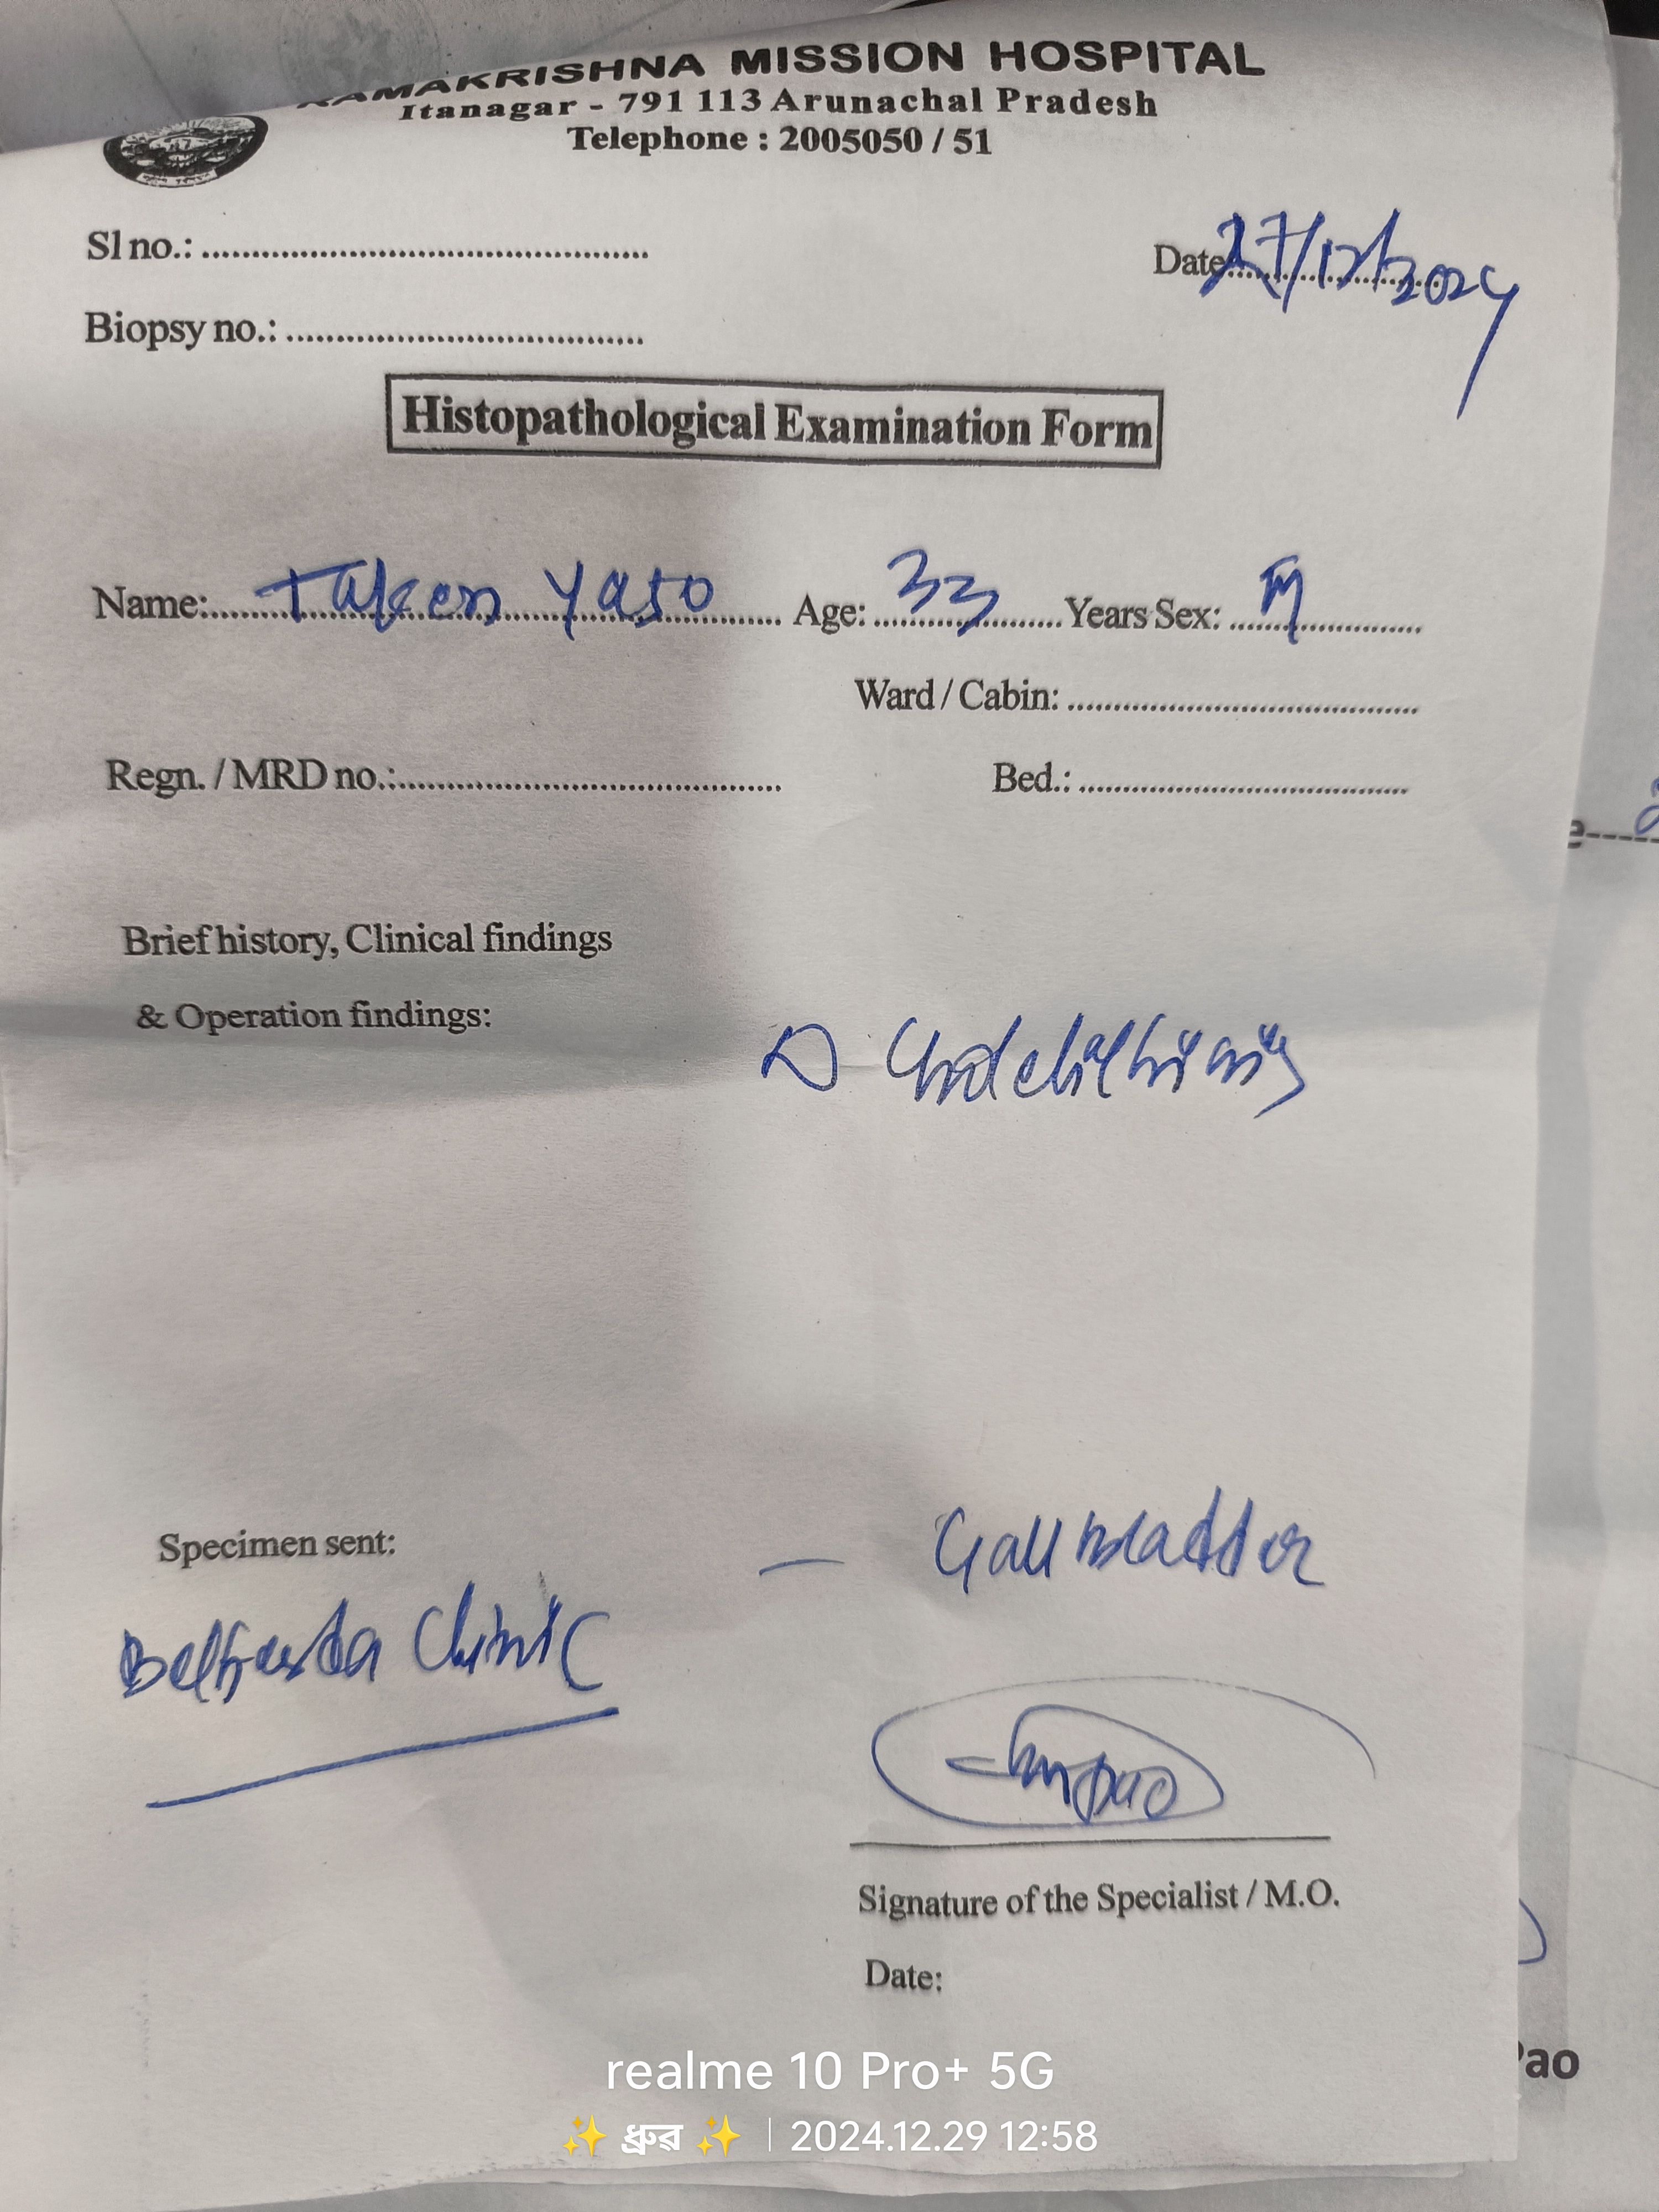 RAMAKRISHNA MISSION HOSPITAL
Itanagar - 791 113 Arunachal Pradesh
Telephone : 2005050 / 51
Sl no.: ....................
Date: 27/12/2024
Biopsy no.: ....................
Histopathological Examination Form
Name: Taken Yaso Age: 33 Years Sex: M
Ward / Cabin: ....................
Regn. / MRD no.: .................... Bed.: ....................
Brief history, Clinical findings
& Operation findings:
Cholelithiasis
Specimen sent: — Gall bladder
Clinic
Signature of the Specialist / M.O.
Date:
Pao
realme 10 Pro+ 5G
✨ ধ্রুৱ ✨ | 2024.12.29 12:58